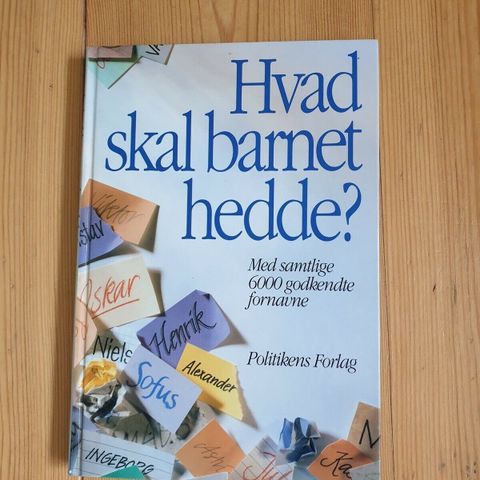 Hvad
skal barnet
hedde?
Med samtlige
6000 godkendte
fornavne
Oskar
Henrik
Politikens Forlag
Niels
Alexander
Sofus
INGEBORG